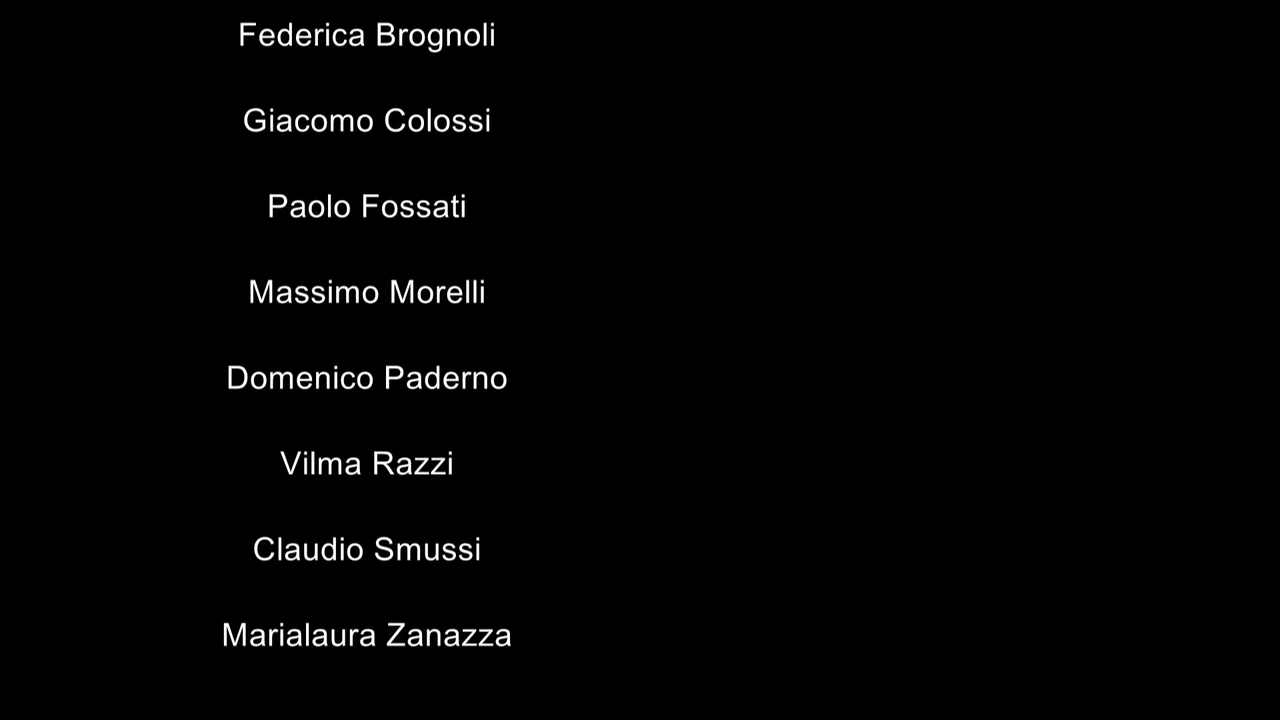 Federica Brognoli
Giacomo Colossi
Paolo Fossati
Massimo Morelli
Domenico Paderno
Vilma Razzi
Claudio Smussi
Marialaura Zanazza